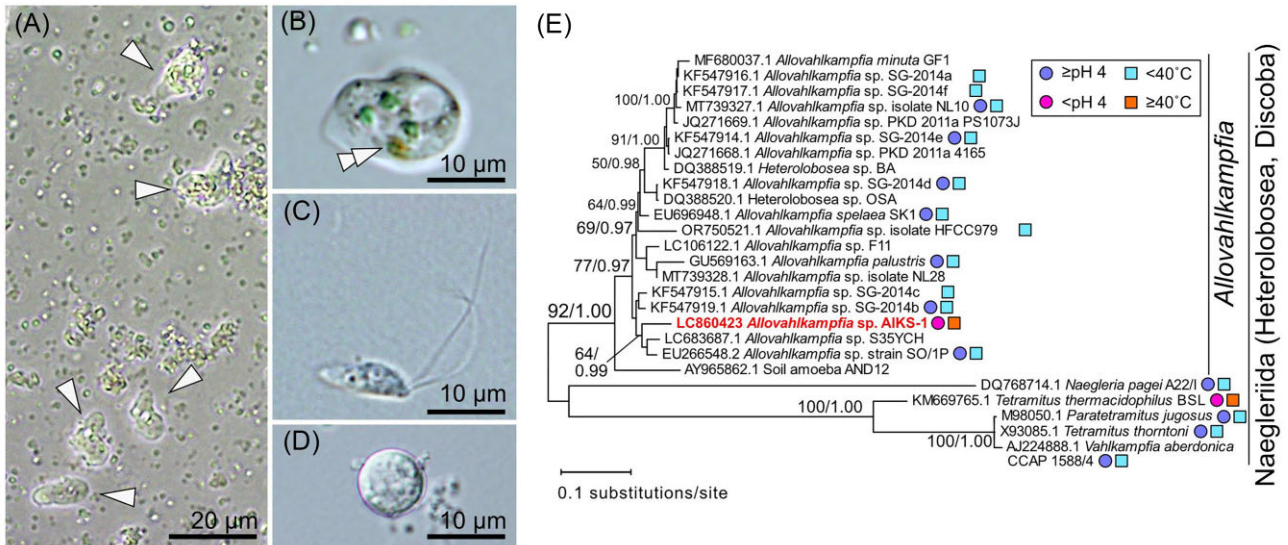 (A)
20 µm
(B)
10 µm
(C)
10 µm
(D)
10 µm
(E)
MF680037.1 Allovahlkampfia minuta GF1
KF547916.1 Allovahlkampfia sp. SG-2014a
KF547917.1 Allovahlkampfia sp. SG-2014f
100/1.00
MT739327.1 Allovahlkampfia sp. isolate NL10
JQ271669.1 Allovahlkampfia sp. PKD 2011a PS1073J
91/1.00
KF547914.1 Allovahlkampfia sp. SG-2014e
JQ271668.1 Allovahlkampfia sp. PKD 2011a 4165
50/0.98
DQ388519.1 Heterolobosea sp. BA
KF547918.1 Allovahlkampfia sp. SG-2014d
DQ388520.1 Heterolobosea sp. OSA
64/0.99
EU696948.1 Allovahlkampfia spelaea SK1
69/0.97
OR750521.1 Allovahlkampfia sp. isolate HFCC979
LC106122.1 Allovahlkampfia sp. F11
77/0.97
GU569163.1 Allovahlkampfia palustris
MT739328.1 Allovahlkampfia sp. isolate NL28
KF547915.1 Allovahlkampfia sp. SG-2014c
92/1.00
KF547919.1 Allovahlkampfia sp. SG-2014b
LC860423 Allovahlkampfia sp. AIKS-1
LC683687.1 Allovahlkampfia sp. S35YCH
64/
0.99
EU266548.2 Allovahlkampfia sp. strain SO/1P
AY965862.1 Soil amoeba AND12
DQ768714.1 Naegleria pagei A22/I
100/1.00
KM669765.1 Tetramitus thermacidophilus BSL
M98050.1 Paratetramitus jugosus
100/1.00
X93085.1 Tetramitus thorntoni
AJ224888.1 Vahlkampfia aberdonica
CCAP 1588/4
0.1 substitutions/site
≥pH 4 <40˚C
<pH 4 ≥40˚C
Allovahlkampfia
Naegleriida (Heterolobosea, Discoba)